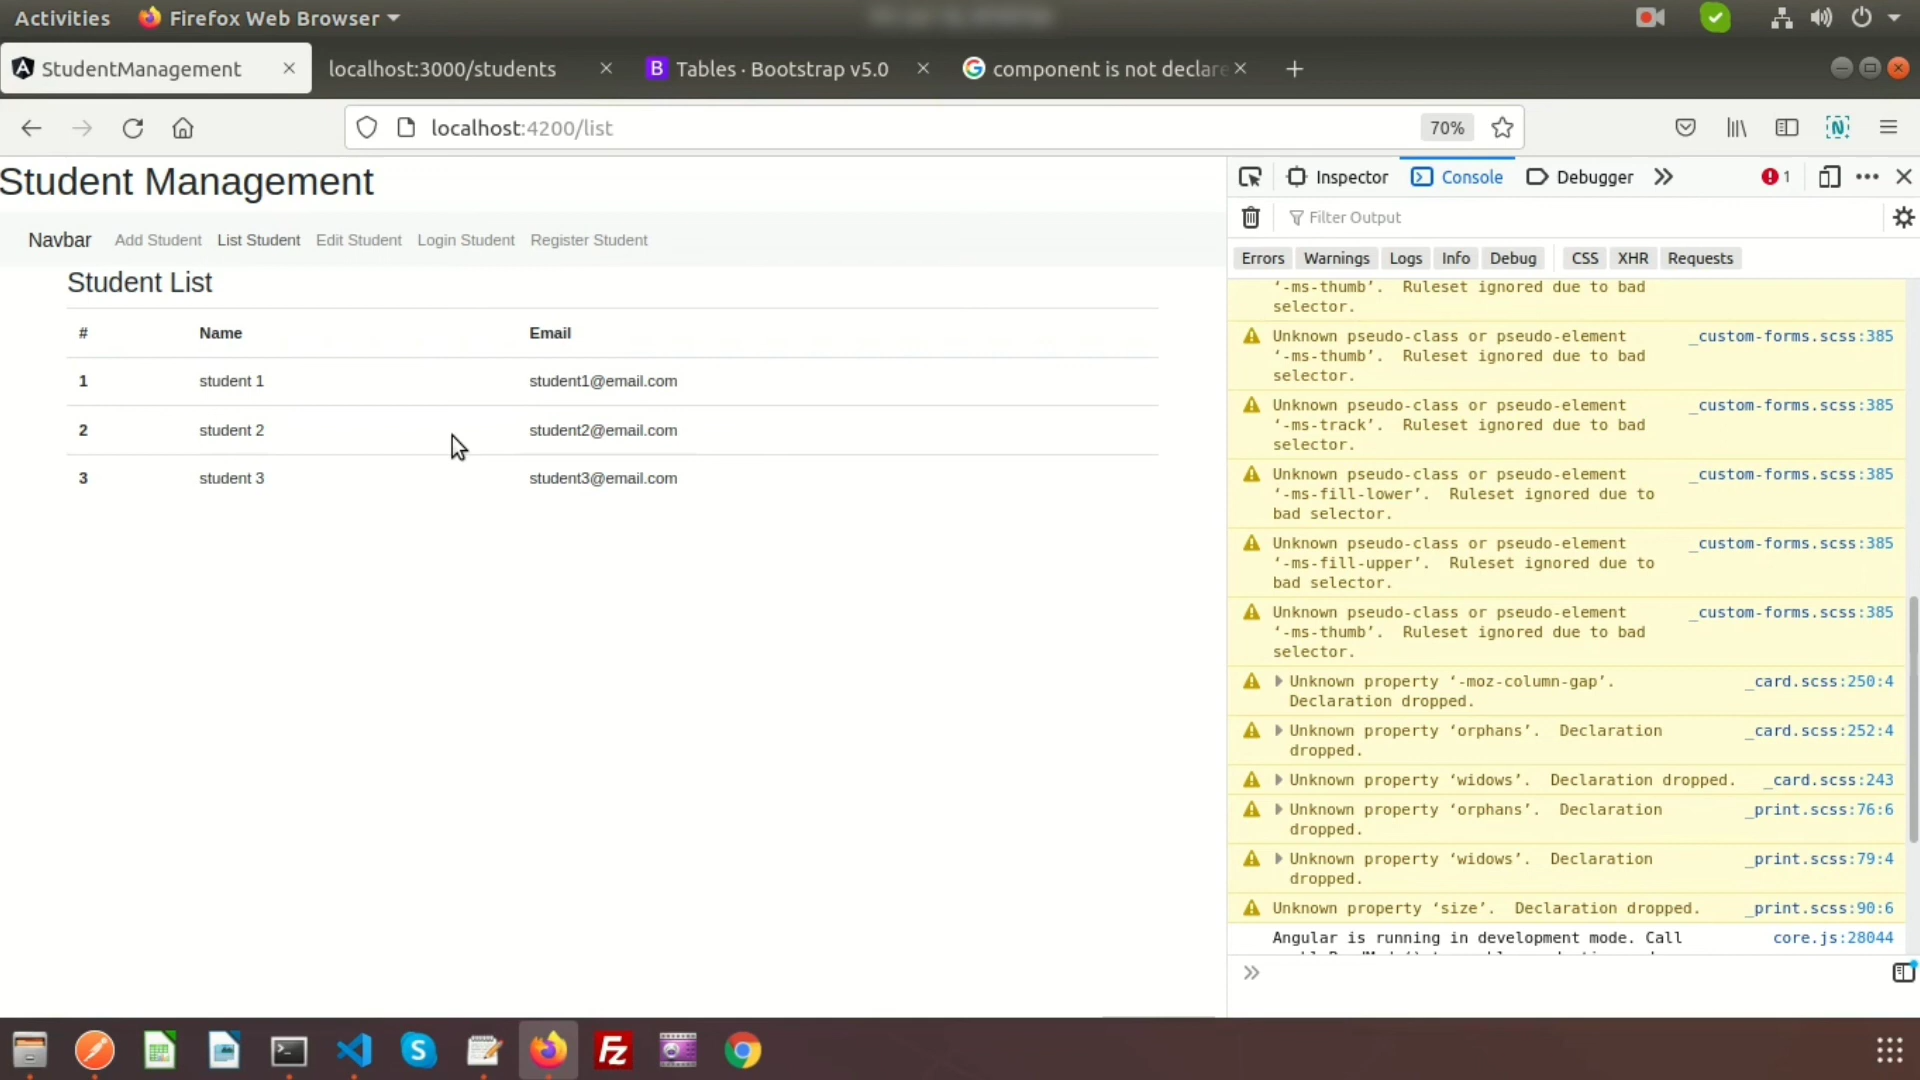 Activities Firefox Web Browser
StudentManagement localhost:3000/students Tables · Bootstrap v5.0 component is not declare
localhost:4200/list 70%
Student Management
Navbar Add Student List Student Edit Student Login Student Register Student
Student List
# Name Email
1 student 1 student1@email.com
2 student 2 student2@email.com
3 student 3 student3@email.com
Inspector Console Debugger 1
Filter Output
Errors Warnings Logs Info Debug CSS XHR Requests
‘-ms-thumb’. Ruleset ignored due to bad
selector.
Unknown pseudo-class or pseudo-element _custom-forms.scss:385
‘-ms-thumb’. Ruleset ignored due to bad
selector.
Unknown pseudo-class or pseudo-element _custom-forms.scss:385
‘-ms-track’. Ruleset ignored due to bad
selector.
Unknown pseudo-class or pseudo-element _custom-forms.scss:385
‘-ms-fill-lower’. Ruleset ignored due to
bad selector.
Unknown pseudo-class or pseudo-element _custom-forms.scss:385
‘-ms-fill-upper’. Ruleset ignored due to
bad selector.
Unknown pseudo-class or pseudo-element _custom-forms.scss:385
‘-ms-thumb’. Ruleset ignored due to bad
selector.
Unknown property ‘-moz-column-gap’. _card.scss:250:4
Declaration dropped.
Unknown property ‘orphans’. Declaration _card.scss:252:4
dropped.
Unknown property ‘widows’. Declaration dropped. _card.scss:243
Unknown property ‘orphans’. Declaration _print.scss:76:6
dropped.
Unknown property ‘widows’. Declaration _print.scss:79:4
dropped.
Unknown property ‘size’. Declaration dropped. _print.scss:90:6
Angular is running in development mode. Call core.js:28044